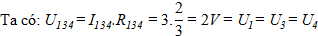 Ta có: U₁₃₄ = I₁₃₄.R₁₃₄ = 3.2/3 = 2V = U₁ = U₃ = U₄